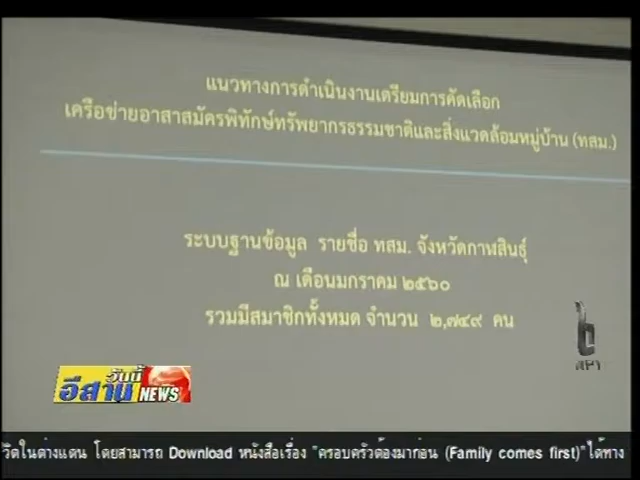 แนวทางการดำเนินงานเตรียมการคัดเลือก
เครือข่ายอาสาสมัครพิทักษ์ทรัพยากรธรรมชาติและสิ่งแวดล้อมหมู่บ้าน (ทสม.)
ระบบฐานข้อมูล รายชื่อ ทสม. จังหวัดกาฬสินธุ์
ณ เดือนมกราคม ๒๕๖๐
รวมมีสมาชิกทั้งหมด จำนวน ๒,๗๔๙ คน
สทา
วันนี้
อีสาน NEWS
วิตในต่างแดน โดยสามารถ Download หนังสือเรื่อง "ครอบครัวต้องมาก่อน (Family comes first)" ได้ทาง